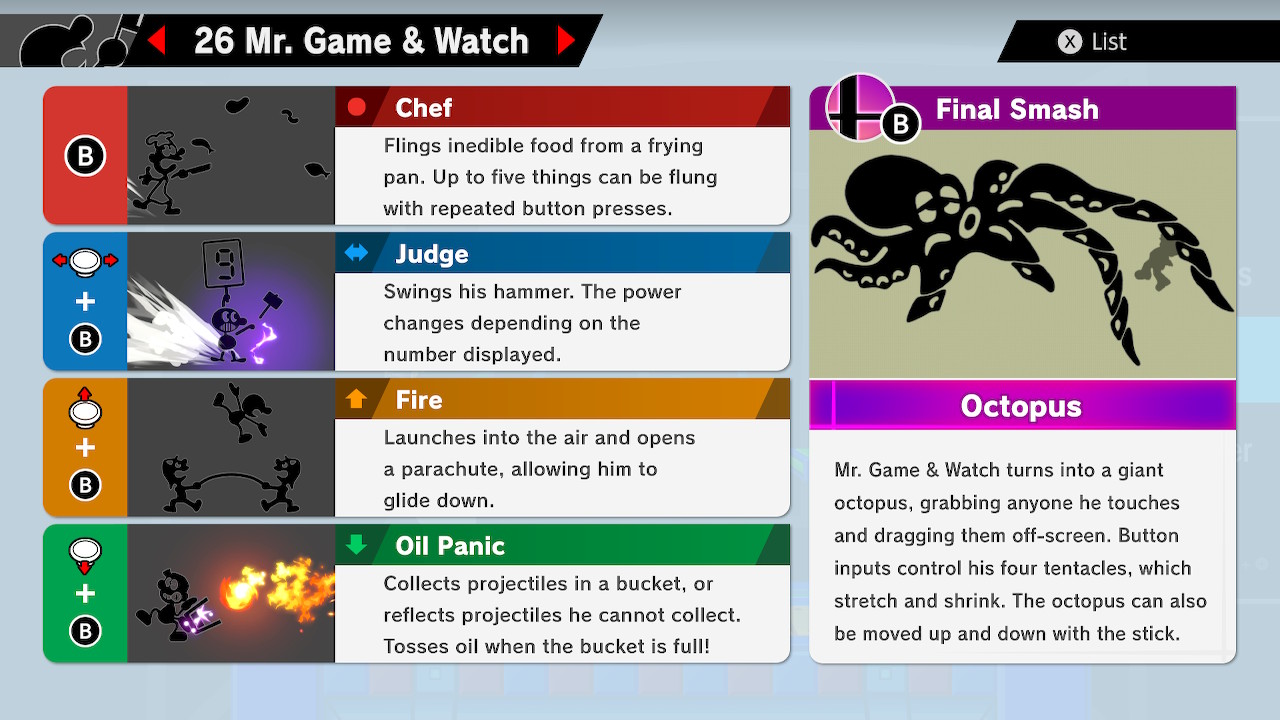 26 Mr. Game & Watch
X List
B
Chef
Flings inedible food from a frying
pan. Up to five things can be flung
with repeated button presses.
+
B
9
Judge
Swings his hammer. The power
changes depending on the
number displayed.
+
B
Fire
Launches into the air and opens
a parachute, allowing him to
glide down.
+
B
Oil Panic
Collects projectiles in a bucket, or
reflects projectiles he cannot collect.
Tosses oil when the bucket is full!
B
Final Smash
Octopus
Mr. Game & Watch turns into a giant
octopus, grabbing anyone he touches
and dragging them off-screen. Button
inputs control his four tentacles, which
stretch and shrink. The octopus can also
be moved up and down with the stick.